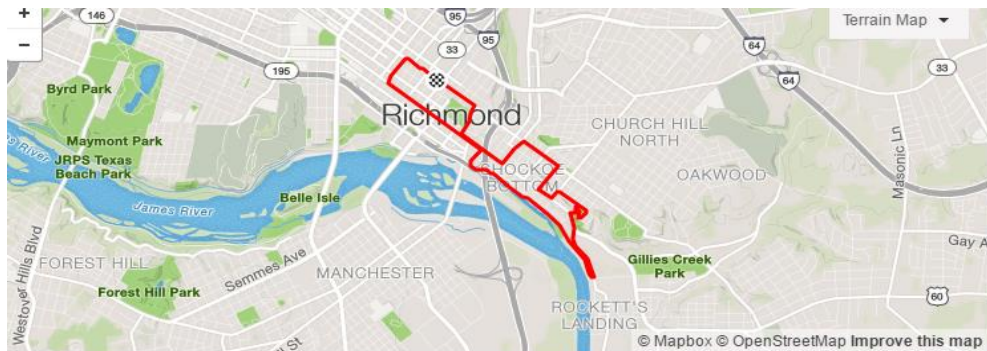 +
−
146
95
33
95
Terrain Map
195
64
64
33
Byrd Park
Richmond
CHURCH HILL
NORTH
Maymont Park
JRPS Texas
Beach Park
SHOCKOE
BOTTOM
OAKWOOD
Masonic Ln
James River
Belle Isle
Westover Hills Blvd
FOREST HILL
Semmes Ave
MANCHESTER
Gillies Creek
Park
Gay A
Forest Hill Park
60
ROCKETT'S
LANDING
© Mapbox © OpenStreetMap Improve this map